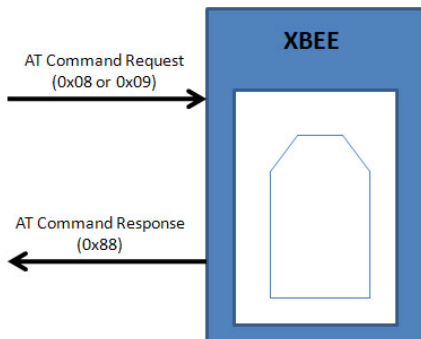 XBEE
AT Command Request
(0x08 or 0x09)
AT Command Response
(0x88)